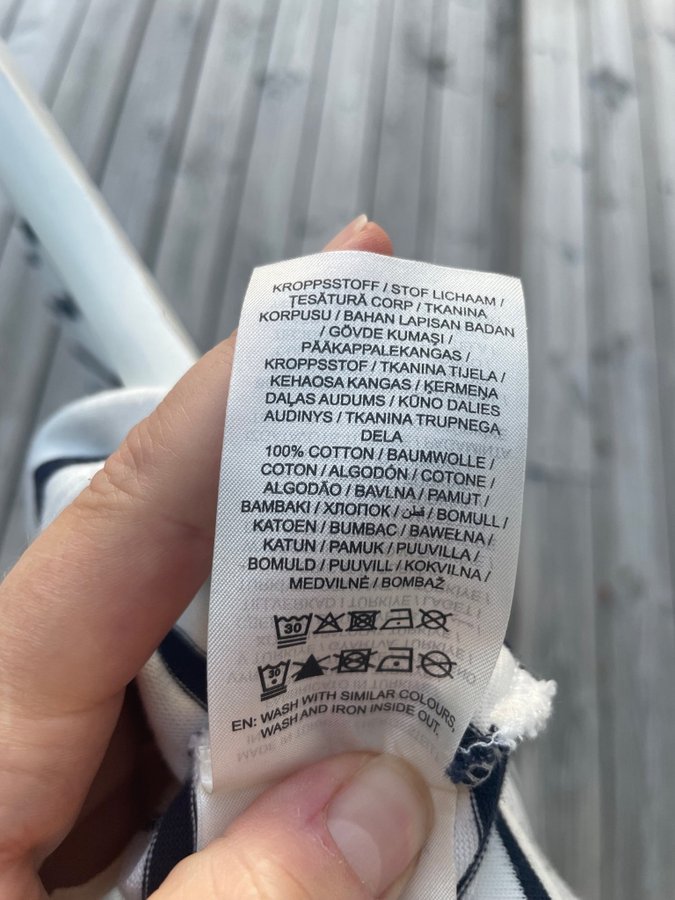 KROPPSSTOFF / STOF LICHAAM /
ŢESĂTURĂ CORP / TKANINA
KORPUSU / BAHAN LAPISAN BADAN
/ GÖVDE KUMAŞI /
PÄÄKAPPALEKANGAS /
KROPPSSTOF / TKANINA TIJELA /
KEHAOSA KANGAS / ĶERMEŅA
DAĻAS AUDUMS / KŪNO DALIES
AUDINYS / TKANINA TRUPNEGA
DELA
100% COTTON / BAUMWOLLE /
COTON / ALGODÓN / COTONE /
ALGODÃO / BAVLNA / PAMUT /
BAMBAKI / ХЛОПОК / قطن / BOMULL /
KATOEN / BUMBAC / BAWEŁNA /
KATUN / PAMUK / PUUVILLA /
BOMULD / PUUVILL / KOKVILNA /
MEDVILNĖ / BOMBAŽ
30
30
EN: WASH WITH SIMILAR COLOURS,
WASH AND IRON INSIDE OUT.